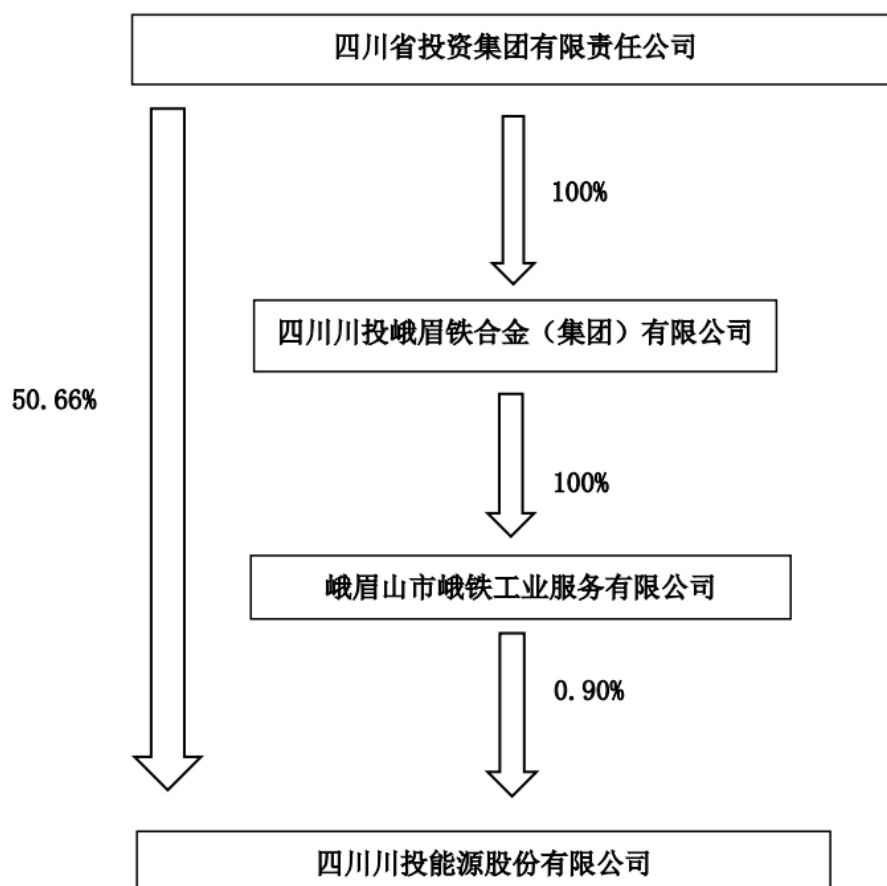 四川省投资集团有限责任公司
100%
四川川投峨眉铁合金（集团）有限公司
50.66%
100%
峨眉山市峨铁工业服务有限公司
0.90%
四川川投能源股份有限公司